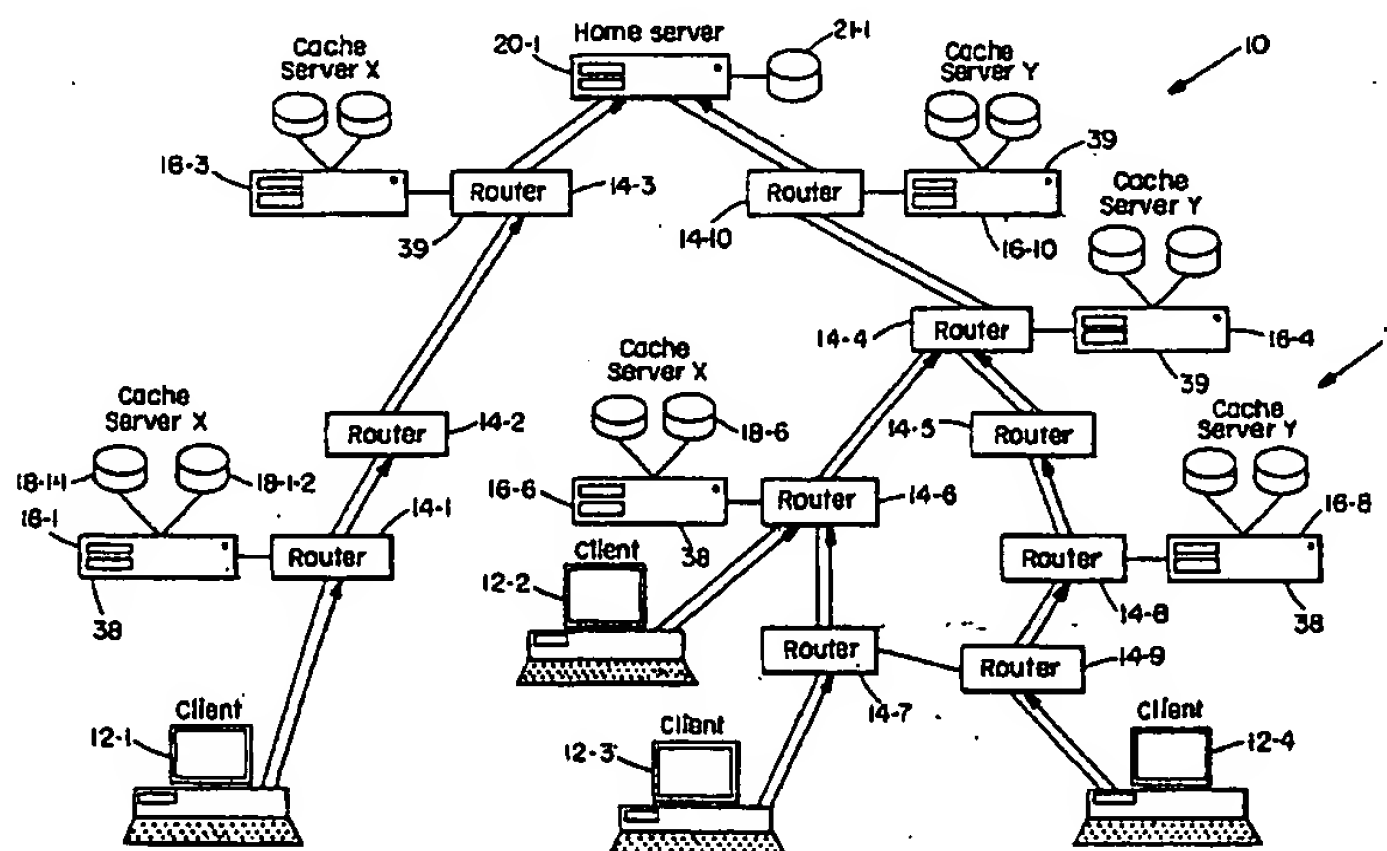 Home server
20-1
21-1
10
Cache
Server X
Cache
Server Y
16-3
Router
14-3
39
Router
14-10
39
16-10
Cache
Server Y
14-4
Router
16-4
39
Cache
Server X
18-6
16-6
38
Router
14-6
Cache
Server X
18-1-1
18-1-2
16-1
38
Router
14-2
Router
14-1
14-5
Router
Cache
Server Y
16-8
38
Router
14-8
Client
12-2
Router
14-7
Router
14-9
Client
12-1
Client
12-3
Client
12-4